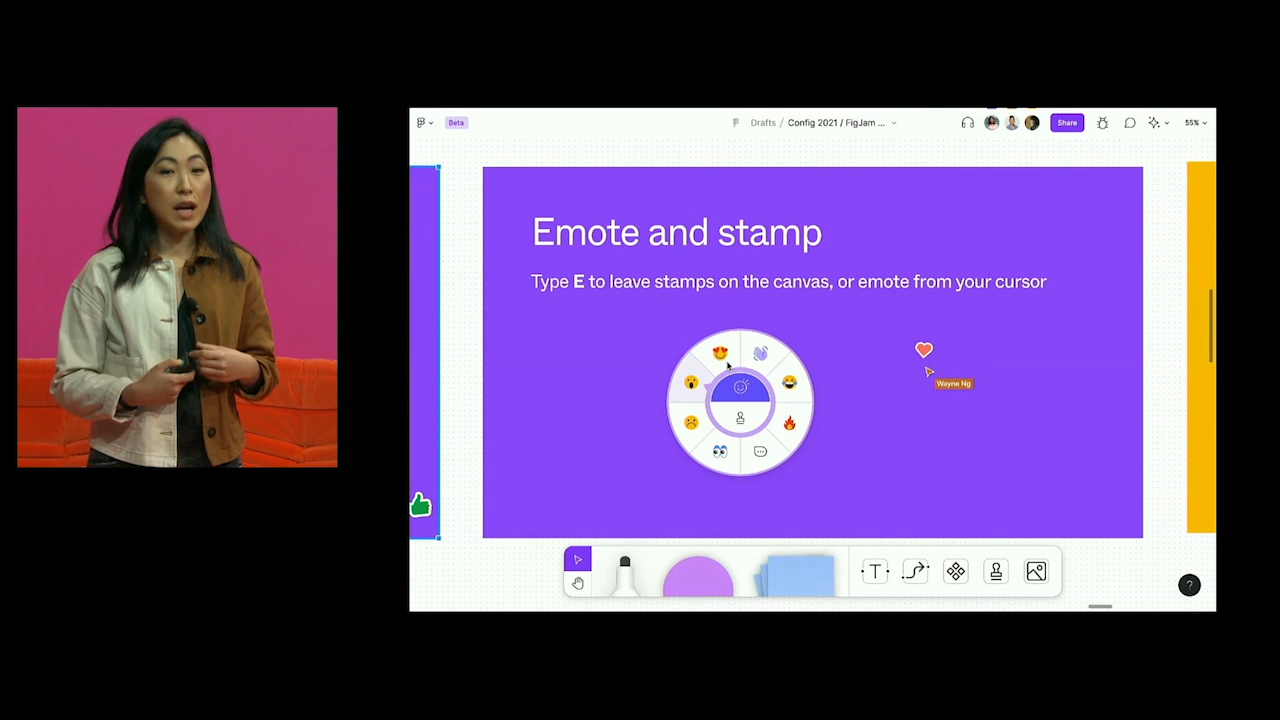 Beta
Drafts / Config 2021 / FigJam ...
Share
55%
Emote and stamp
Type E to leave stamps on the canvas, or emote from your cursor
Wayne Ng
T
?